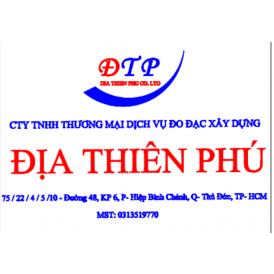 ĐTP
DIA THIEN PHU CO. LTD
CTY TNHH THƯƠNG MẠI DỊCH VỤ ĐO ĐẠC XÂY DỰNG
ĐỊA THIÊN PHÚ
75 / 22 / 4 / 5 /10 - Đường 48, KP 6, P- Hiệp Bình Chánh, Q- Thủ Đức, TP- HCM
MST: 0313519770